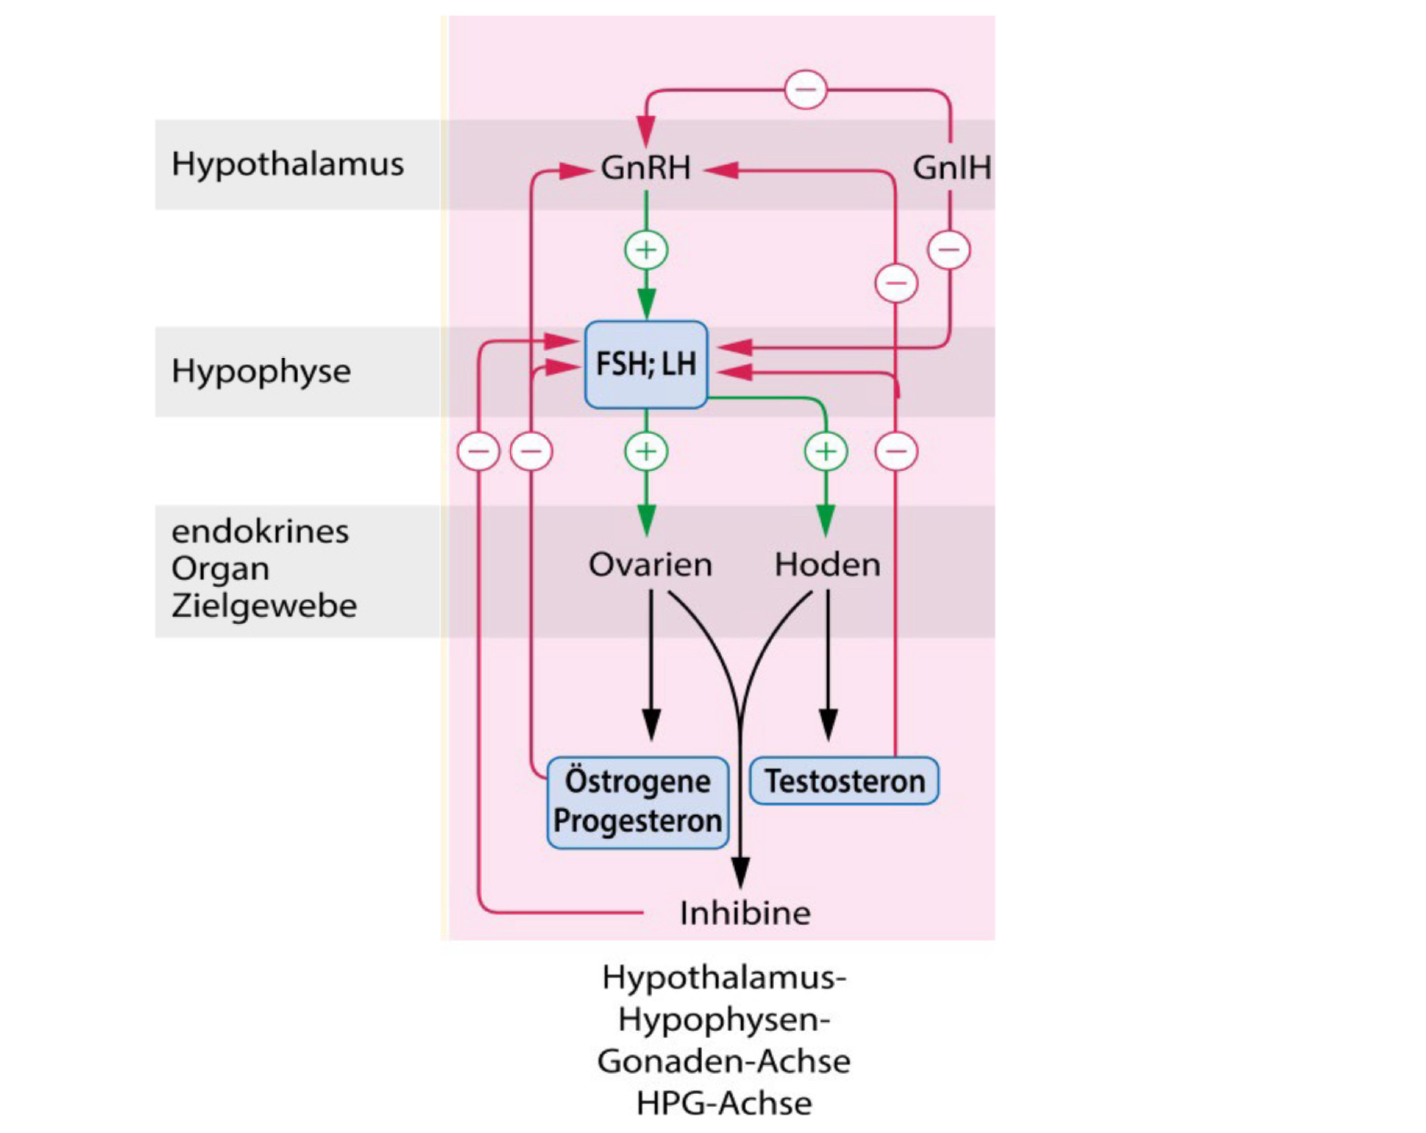 Hypothalamus
GnRH
GnIH
Hypophyse
FSH; LH
endokrines
Organ
Zielgewebe
Ovarien
Hoden
Östrogene
Progesteron
Testosteron
Inhibine
Hypothalamus-
Hypophysen-
Gonaden-Achse
HPG-Achse